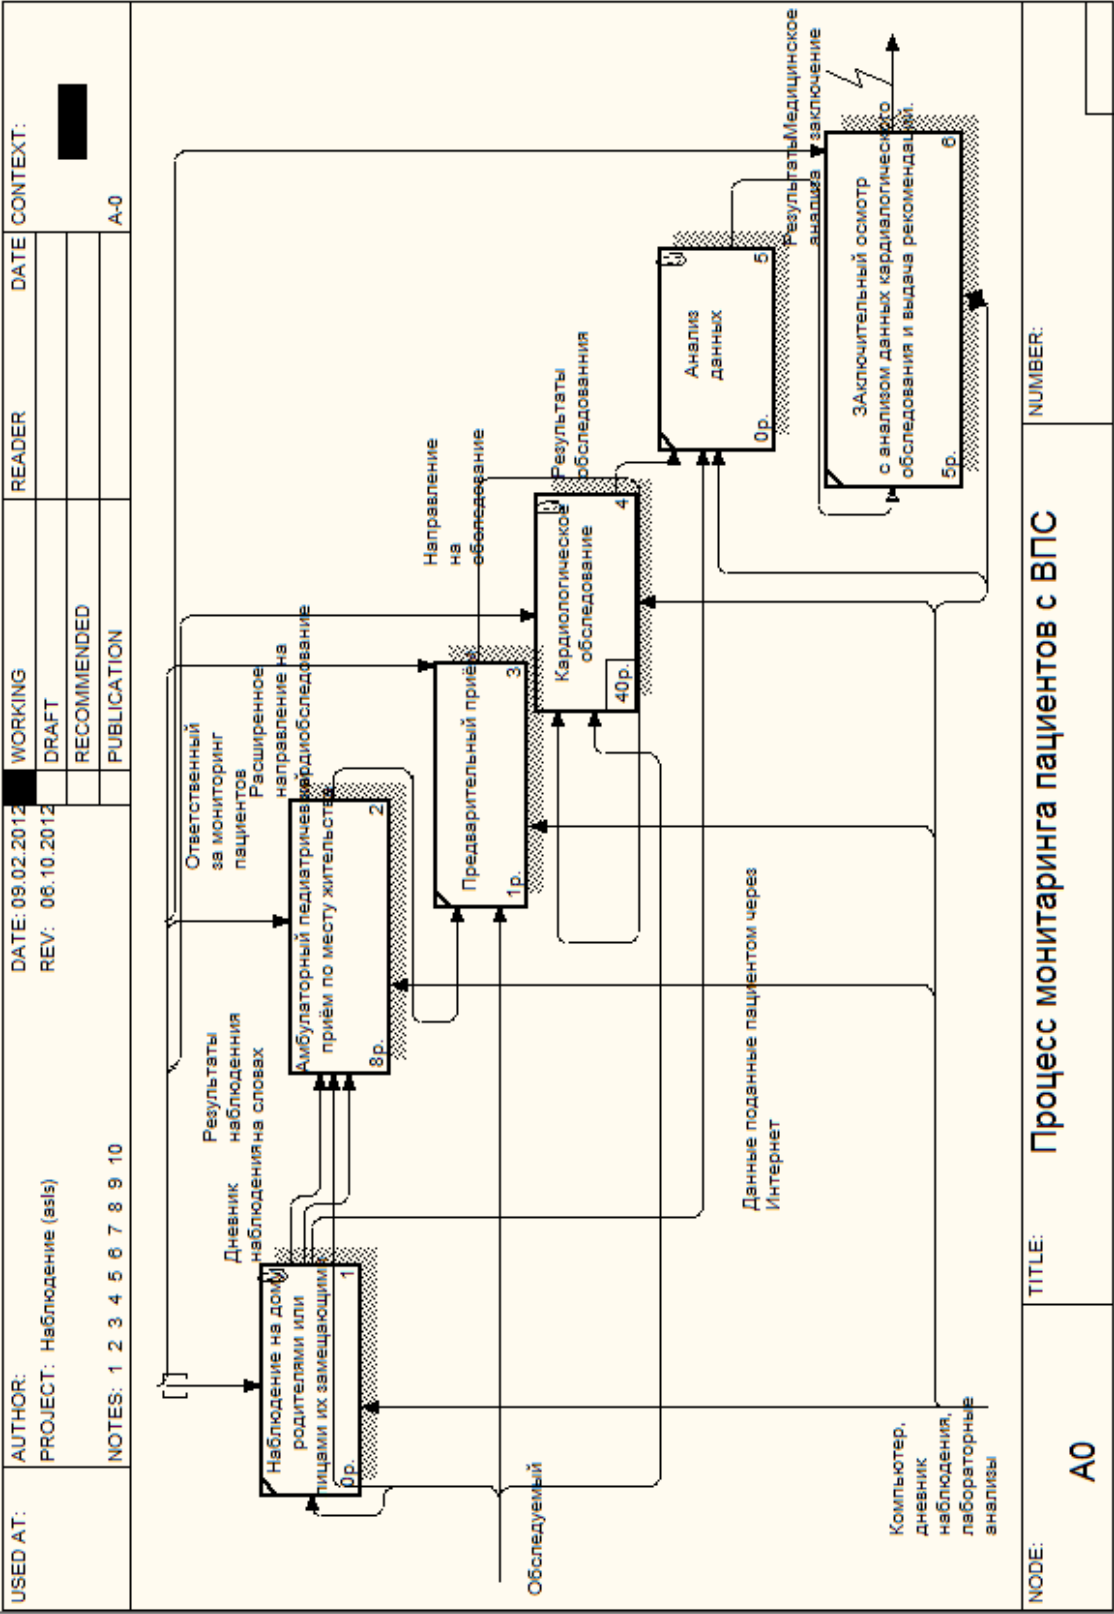 USED AT:
AUTHOR:
PROJECT: Наблюдение (asis)
NOTES: 1 2 3 4 5 6 7 8 9 10
DATE: 09.02.2012
REV: 06.10.2012
WORKING
DRAFT
RECOMMENDED
PUBLICATION
READER
DATE
CONTEXT:
A-0
Ответственный
за мониторинг
пациентов
Наблюдение на дому
родителями или
лицами их замещающими
0р.
1
Дневник
наблюдения
Результаты
наблюденния
на словах
Амбулаторный педиатрический
приём по месту жительства
8р.
2
Расширенное
направление на
кардиобследование
Предварительный приём
1р.
3
Направление
на
обследование
Кардиологическое
обследование
40р.
4
Результаты
обследованния
Анализ
данных
0р.
5
Результаты
анализа
Медицинское
заключение
ЗАключительный осмотр
с анализом данных кардиалогического
обследования и выдача рекомендаций.
5р.
6
Данные поданные пациентом через
Интернет
Обследуемый
Компьютер,
дневник
наблюдения,
лабораторные
анализы
NODE:
A0
TITLE:
Процесс монитаринга пациентов с ВПС
NUMBER: